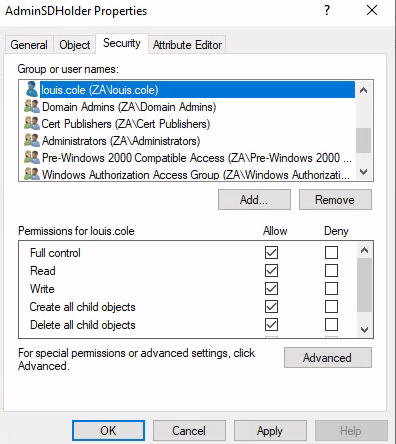 AdminSDHolder Properties
?
General Object Security Attribute Editor
Group or user names:
louis.cole (ZA\louis.cole)
Domain Admins (ZA\Domain Admins)
Cert Publishers (ZA\Cert Publishers)
Administrators (ZA\Administrators)
Pre-Windows 2000 Compatible Access (ZA\Pre-Windows 2000 ...
Windows Authorization Access Group (ZA\Windows Authorizati...
Add... Remove
Permissions for louis.cole Allow Deny
Full control
Read
Write
Create all child objects
Delete all child objects
For special permissions or advanced settings, click Advanced
Advanced.
OK Cancel Apply Help